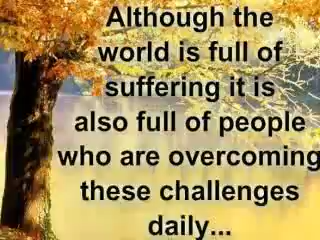 Although the
world is full of
suffering it is
also full of people
who are overcoming
these challenges
daily...